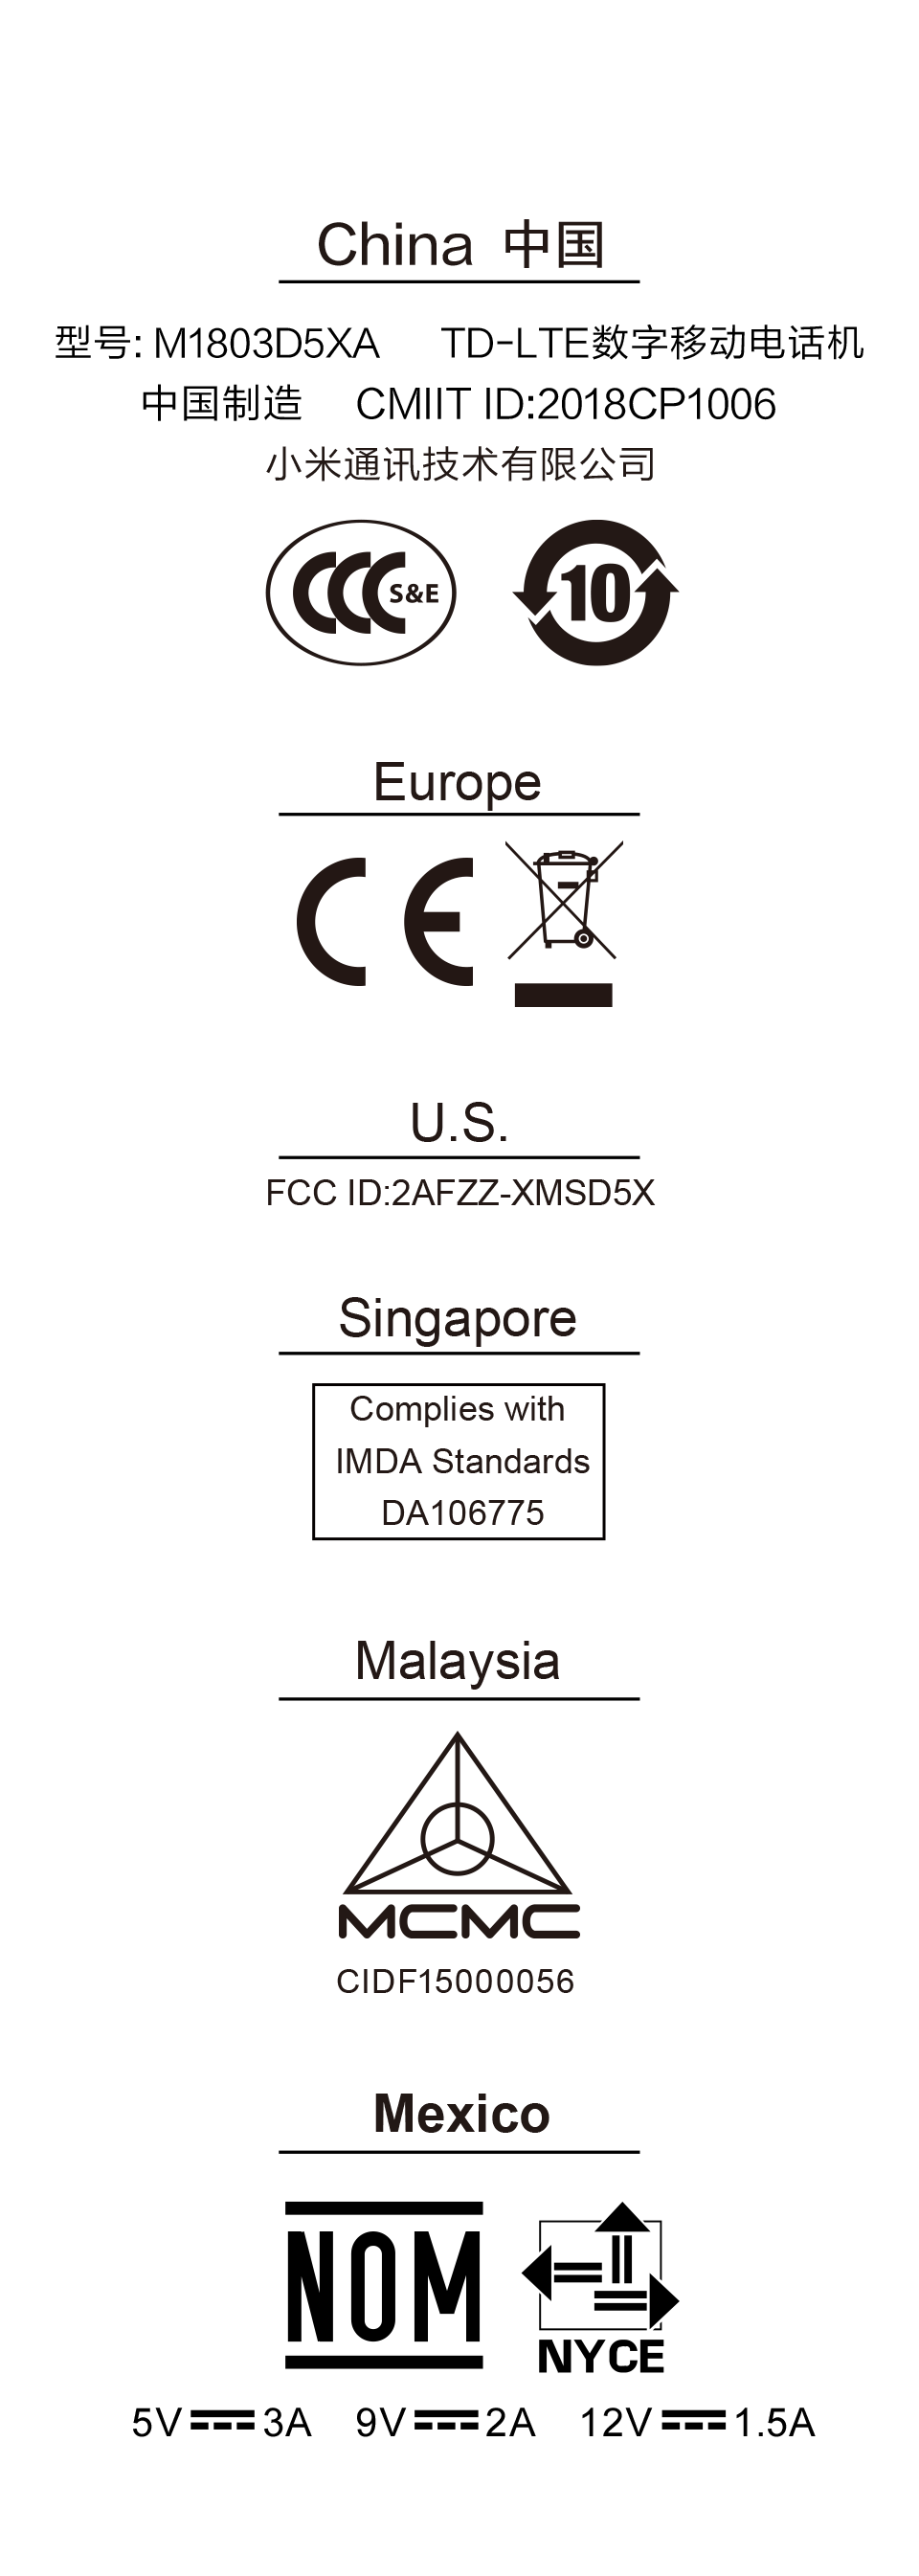 China 中国
型号: M1803D5XA TD-LTE数字移动电话机
中国制造 CMIIT ID:2018CP1006
小米通讯技术有限公司
CCC S&E 10
Europe
CE
U.S.
FCC ID:2AFZZ-XMSD5X
Singapore
Complies with
IMDA Standards
DA106775
Malaysia
MCMC
CIDF15000056
Mexico
NOM NYCE
5V 3A 9V 2A 12V 1.5A